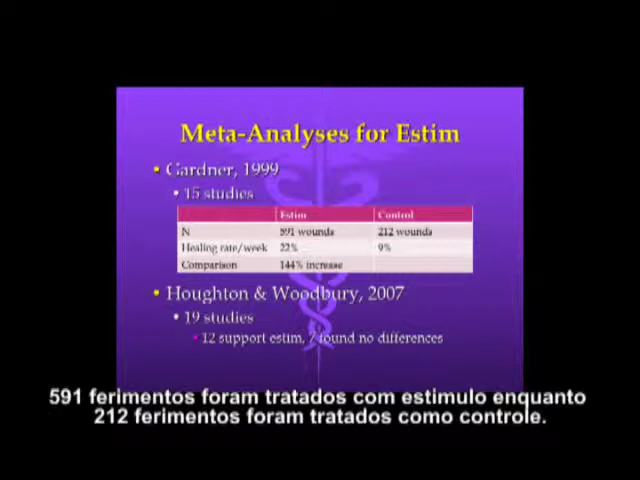 Meta-Analyses for Estim
• Gardner, 1999
• 15 studies
Estim Control
N 591 wounds 212 wounds
Healing rate/week 22% 9%
Comparison 144% increase
• Houghton & Woodbury, 2007
• 19 studies
• 12 support estim, 7 found no differences
591 ferimentos foram tratados com estimulo enquanto
212 ferimentos foram tratados como controle.